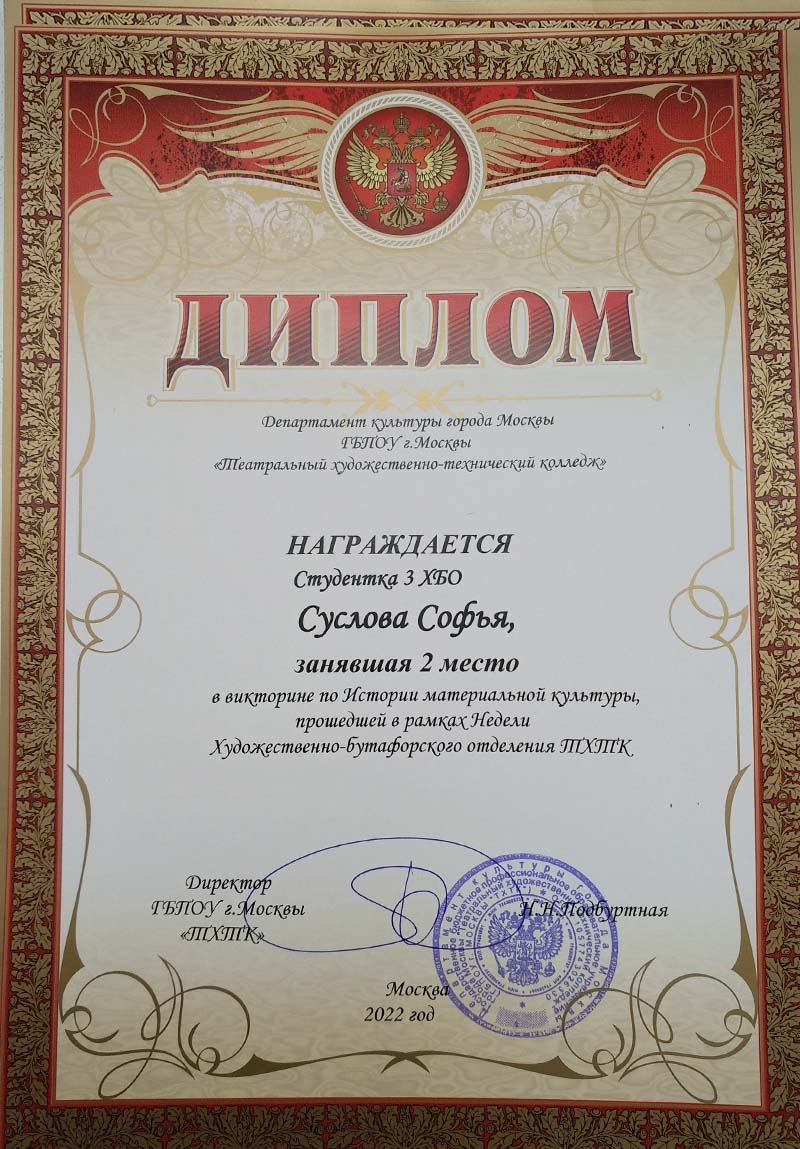 ДИПЛОМ
Департамент культуры города Москвы
ГБПОУ г.Москвы
«Театральный художественно-технический колледж»
НАГРАЖДАЕТСЯ
Студентка 3 ХБО
Суслова Софья,
занявшая 2 место
в викторине по Истории материальной культуры,
прошедшей в рамках Недели
Художественно-бутафорского отделения ТХТК
Директор
ГБПОУ г.Москвы Н.Н.Подбуртная
«ТХТК»
Москва
2022 год